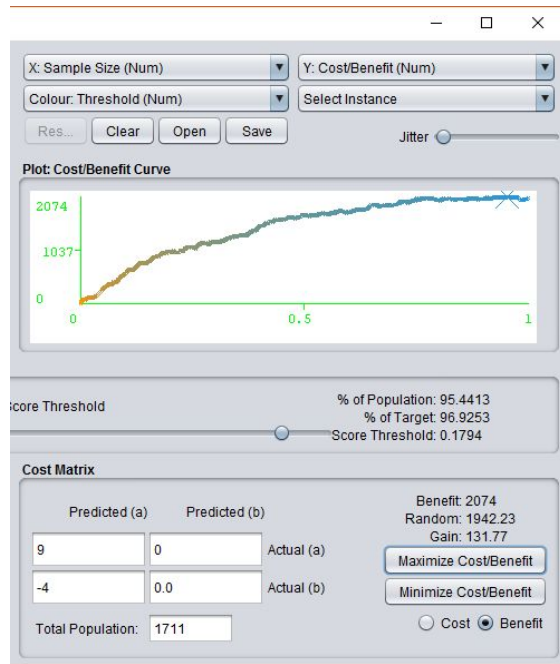 X: Sample Size (Num) Y: Cost/Benefit (Num)
Colour: Threshold (Num) Select Instance
Res... Clear Open Save Jitter
Plot: Cost/Benefit Curve
2074
1037
0
0 0.5 1
core Threshold
% of Population: 95.4413
% of Target: 96.9253
Score Threshold: 0.1794
Cost Matrix
Predicted (a) Predicted (b)
9 0 Actual (a)
-4 0.0 Actual (b)
Total Population: 1711
Benefit: 2074
Random: 1942.23
Gain: 131.77
Maximize Cost/Benefit
Minimize Cost/Benefit
Cost Benefit